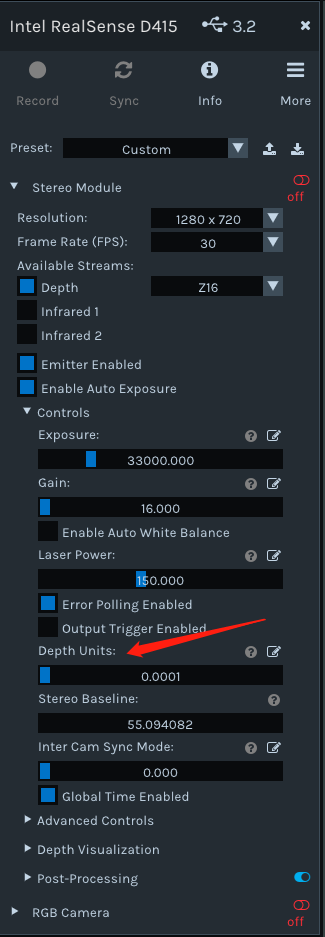 Intel RealSense D415 3.2
Record Sync Info More
Preset: Custom
Stereo Module
off
Resolution: 1280 x 720
Frame Rate (FPS): 30
Available Streams:
Depth Z16
Infrared 1
Infrared 2
Emitter Enabled
Enable Auto Exposure
Controls
Exposure:
33000.000
Gain:
16.000
Enable Auto White Balance
Laser Power:
150.000
Error Polling Enabled
Output Trigger Enabled
Depth Units:
0.0001
Stereo Baseline:
55.094082
Inter Cam Sync Mode:
0.000
Global Time Enabled
Advanced Controls
Depth Visualization
Post-Processing
RGB Camera
off